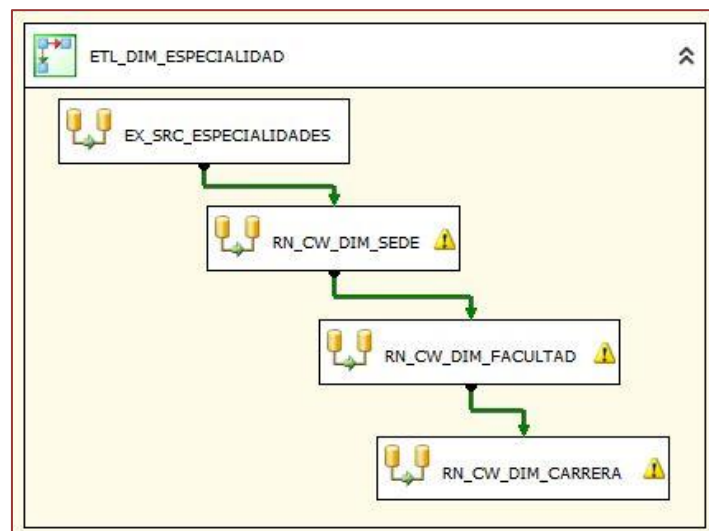 ETL_DIM_ESPECIALIDAD
EX_SRC_ESPECIALIDADES
RN_CW_DIM_SEDE
RN_CW_DIM_FACULTAD
RN_CW_DIM_CARRERA